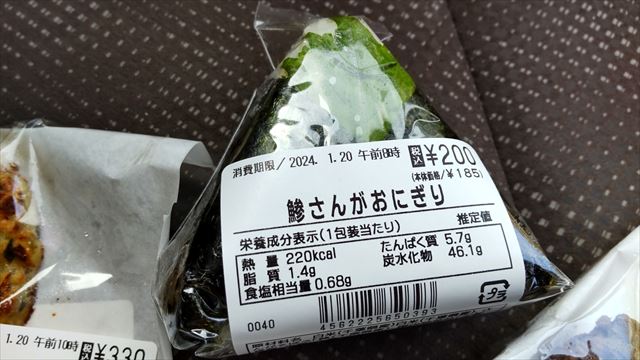 消費期限/2024. 1.20 午前8時 税込 ¥200
(本体価格/¥185)
鯵さんがおにぎり
栄養成分表示(1包装当たり) 推定値
熱 量 220kcal たんぱく質 5.7g
脂 質 1.4g 炭水化物 46.1g
食塩相当量 0.68g
4562225650393
0040
プラ
1.20 午前10時 税込 ¥330